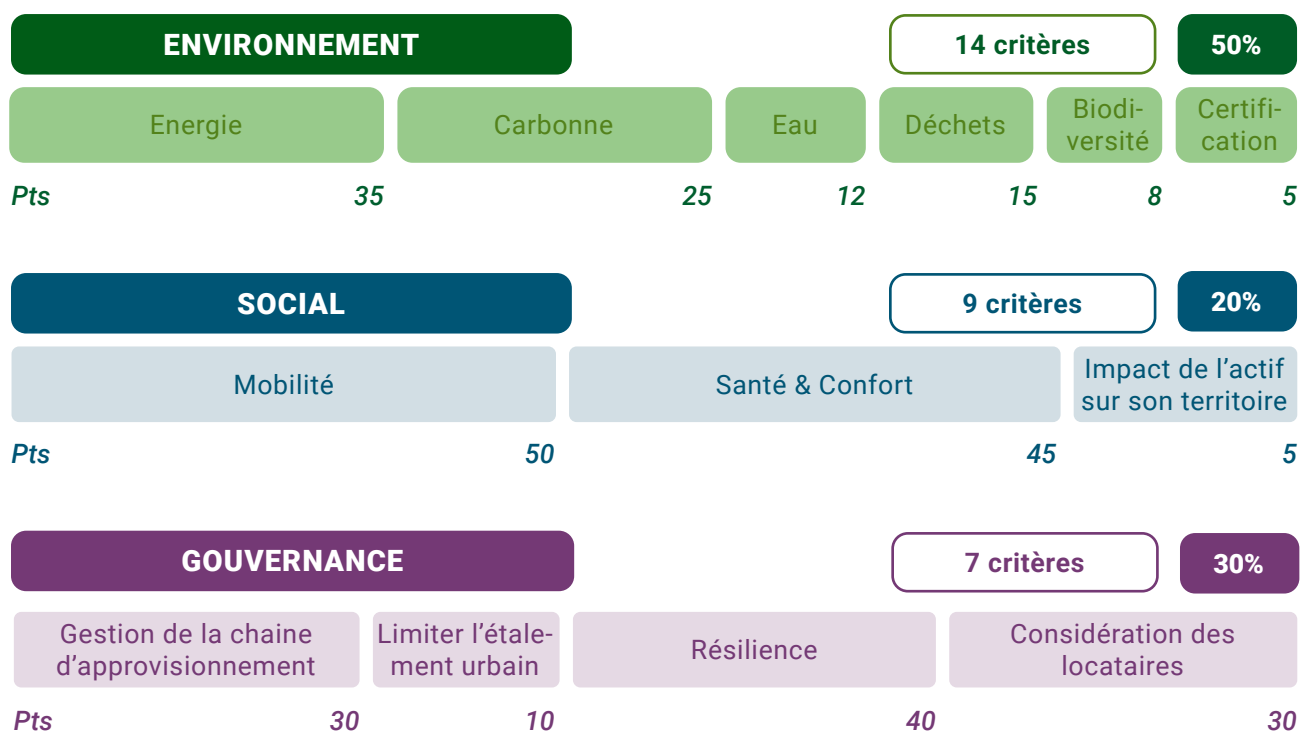 ENVIRONNEMENT 14 critères 50%
Energie Carbonne Eau Déchets Biodi-
versité Certifi-
cation
Pts 35 25 12 15 8 5
SOCIAL 9 critères 20%
Mobilité Santé & Confort Impact de l’actif
sur son territoire
Pts 50 45 5
GOUVERNANCE 7 critères 30%
Gestion de la chaine
d’approvisionnement
Limiter l’étale-
ment urbain
Résilience
Considération des
locataires
Pts 30 10 40 30